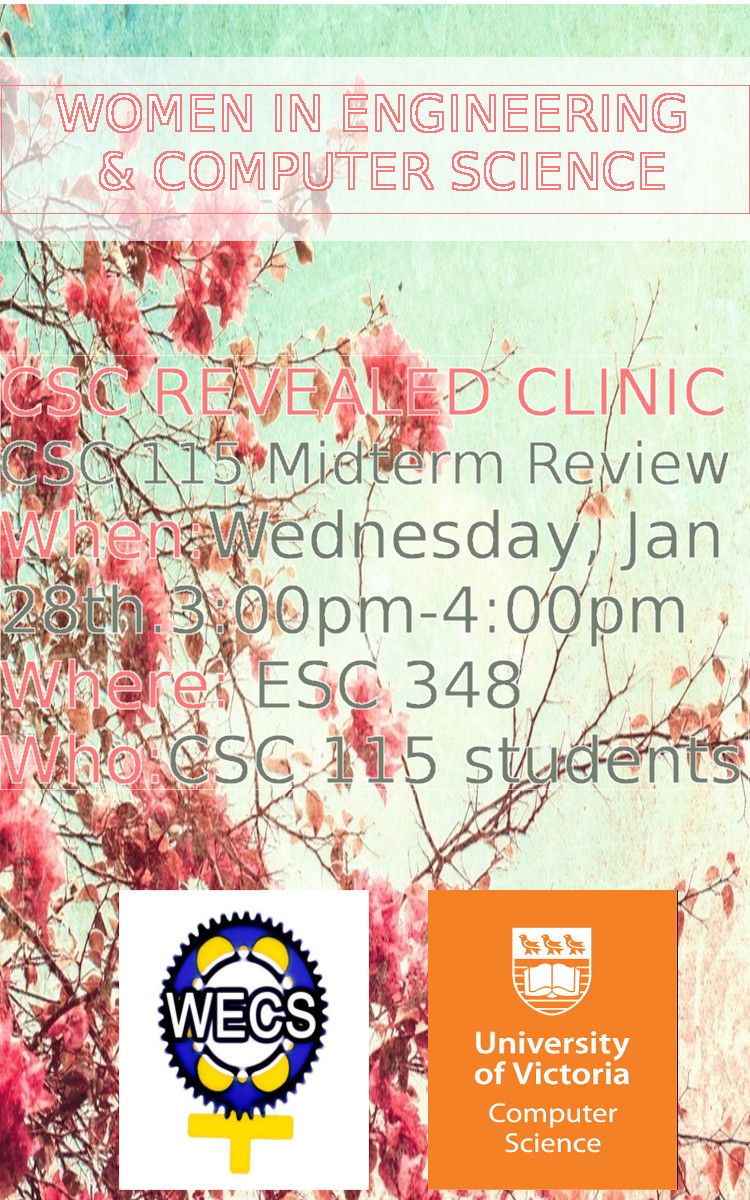 WOMEN IN ENGINEERING
& COMPUTER SCIENCE
CSC REVEALED CLINIC
CSC 115 Midterm Review
When:Wednesday, Jan
28th.3:00pm-4:00pm
Where: ESC 348
Who:CSC 115 students
WECS
University
of Victoria
Computer
Science